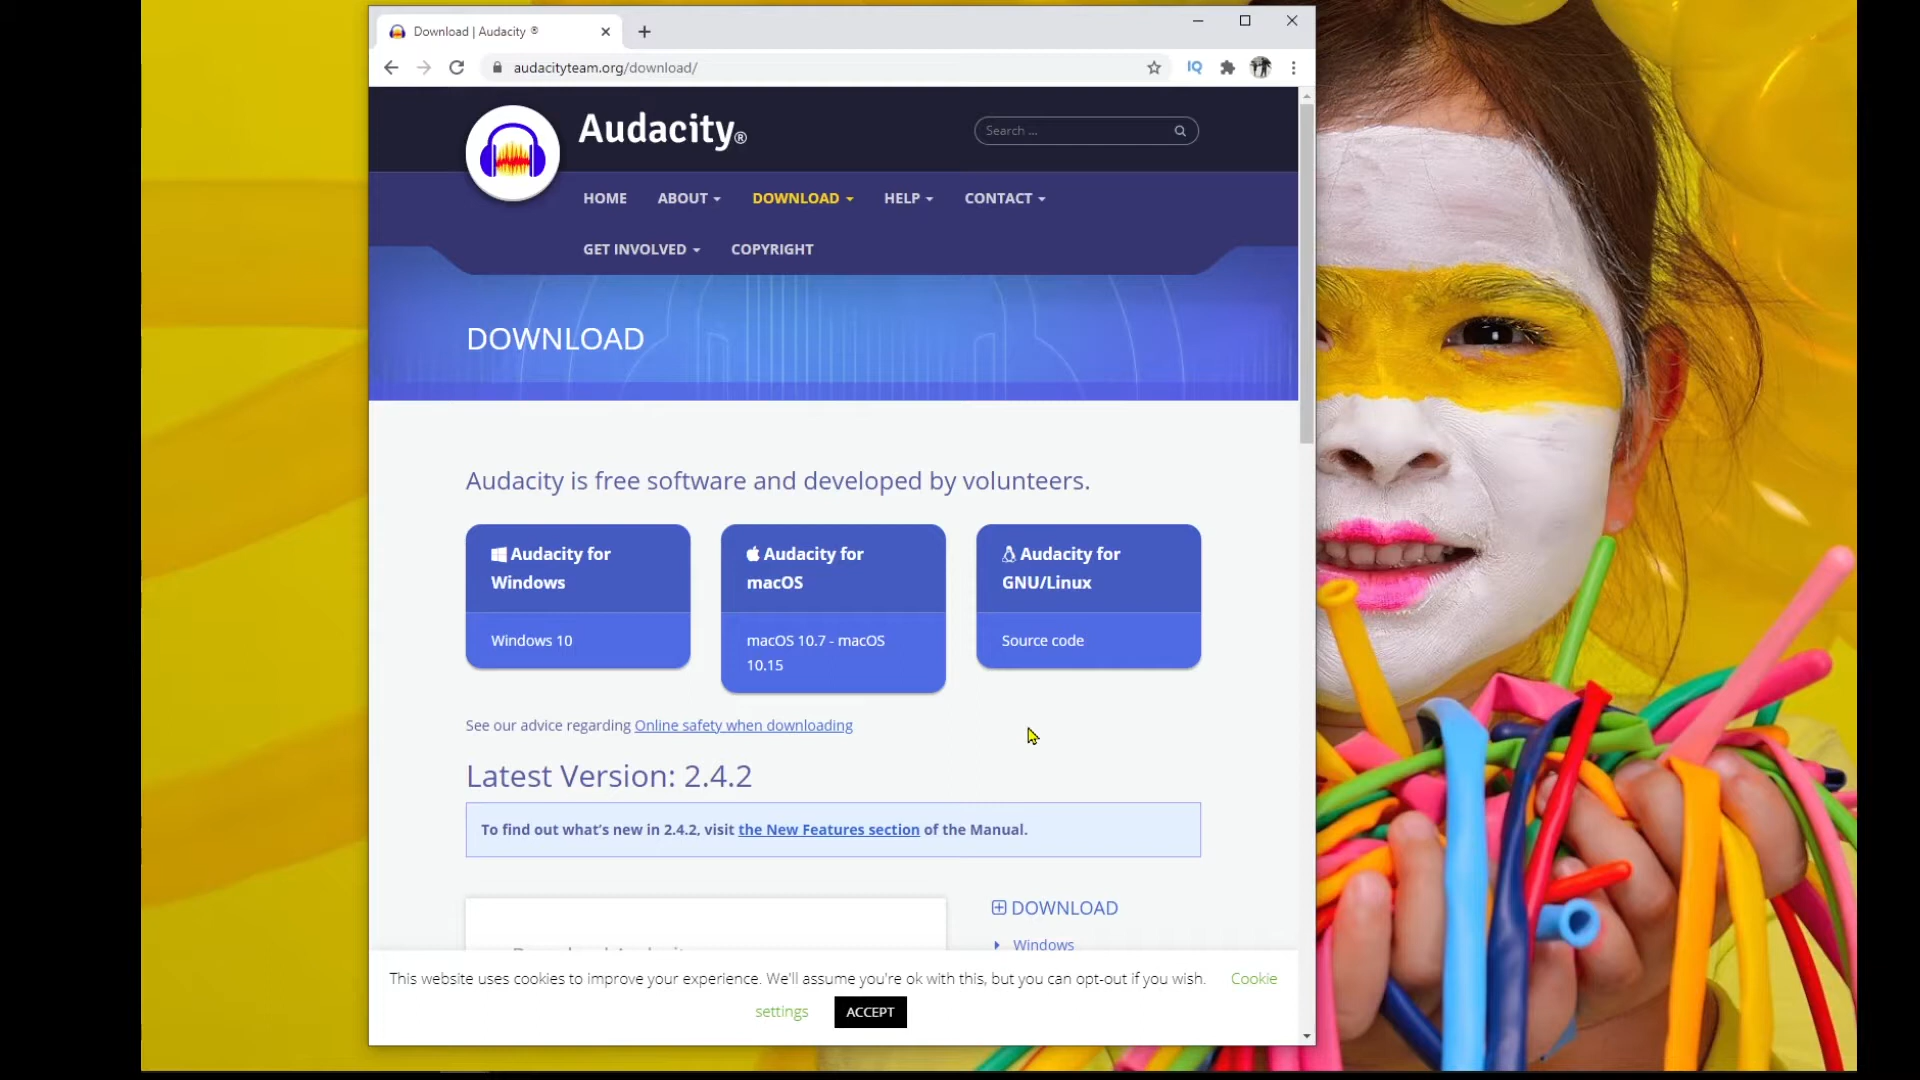 Download | Audacity ®
audacityteam.org/download/
IQ
Audacity®
Search ...
HOME ABOUT DOWNLOAD HELP CONTACT
GET INVOLVED COPYRIGHT
DOWNLOAD
Audacity is free software and developed by volunteers.
Audacity for
Windows
Windows 10
Audacity for
macOS
macOS 10.7 - macOS
10.15
Audacity for
GNU/Linux
Source code
See our advice regarding Online safety when downloading
Latest Version: 2.4.2
To find out what's new in 2.4.2, visit the New Features section of the Manual.
DOWNLOAD
Windows
This website uses cookies to improve your experience. We'll assume you're ok with this, but you can opt-out if you wish. Cookie
settings ACCEPT